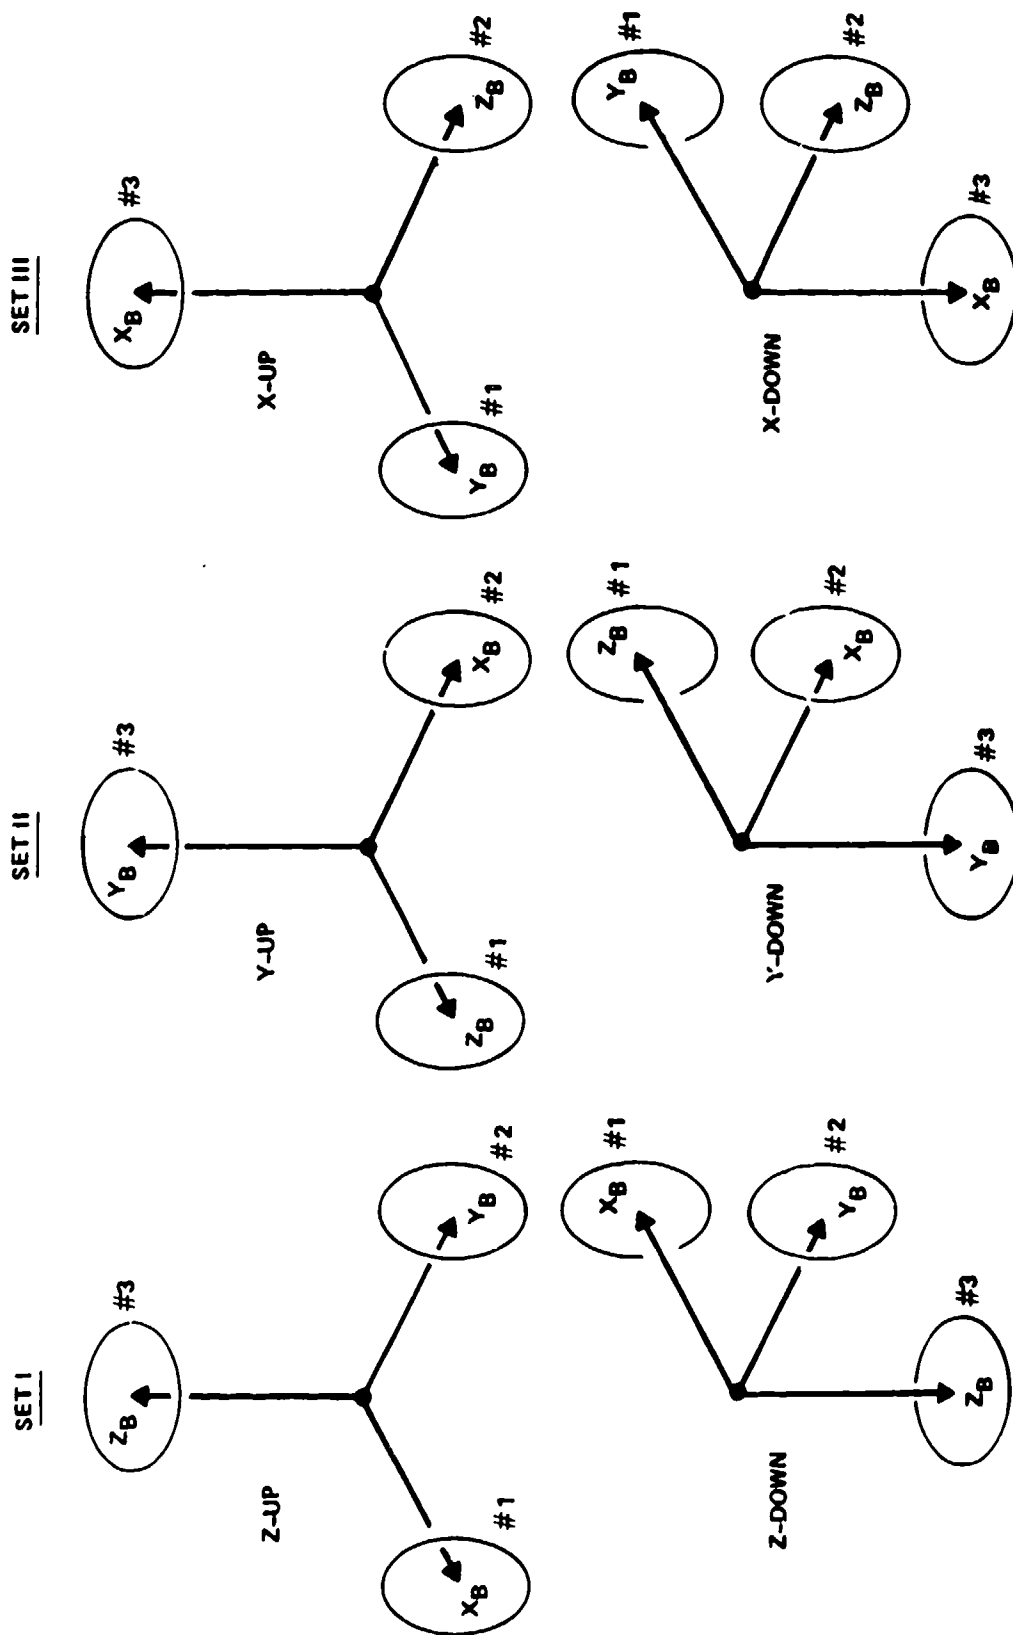 SET I
SET II
SET III
Z_B #3
Z-UP
X_B #1
Y_B #2
Y_B #3
Y-UP
Z_B #1
X_B #2
X_B #3
X-UP
Y_B #1
Z_B #2
X_B #1
Y_B #2
Z-DOWN
Z_B #3
Z_B #1
X_B #2
Y-DOWN
Y_B #3
Y_B #1
Z_B #2
X-DOWN
X_B #3